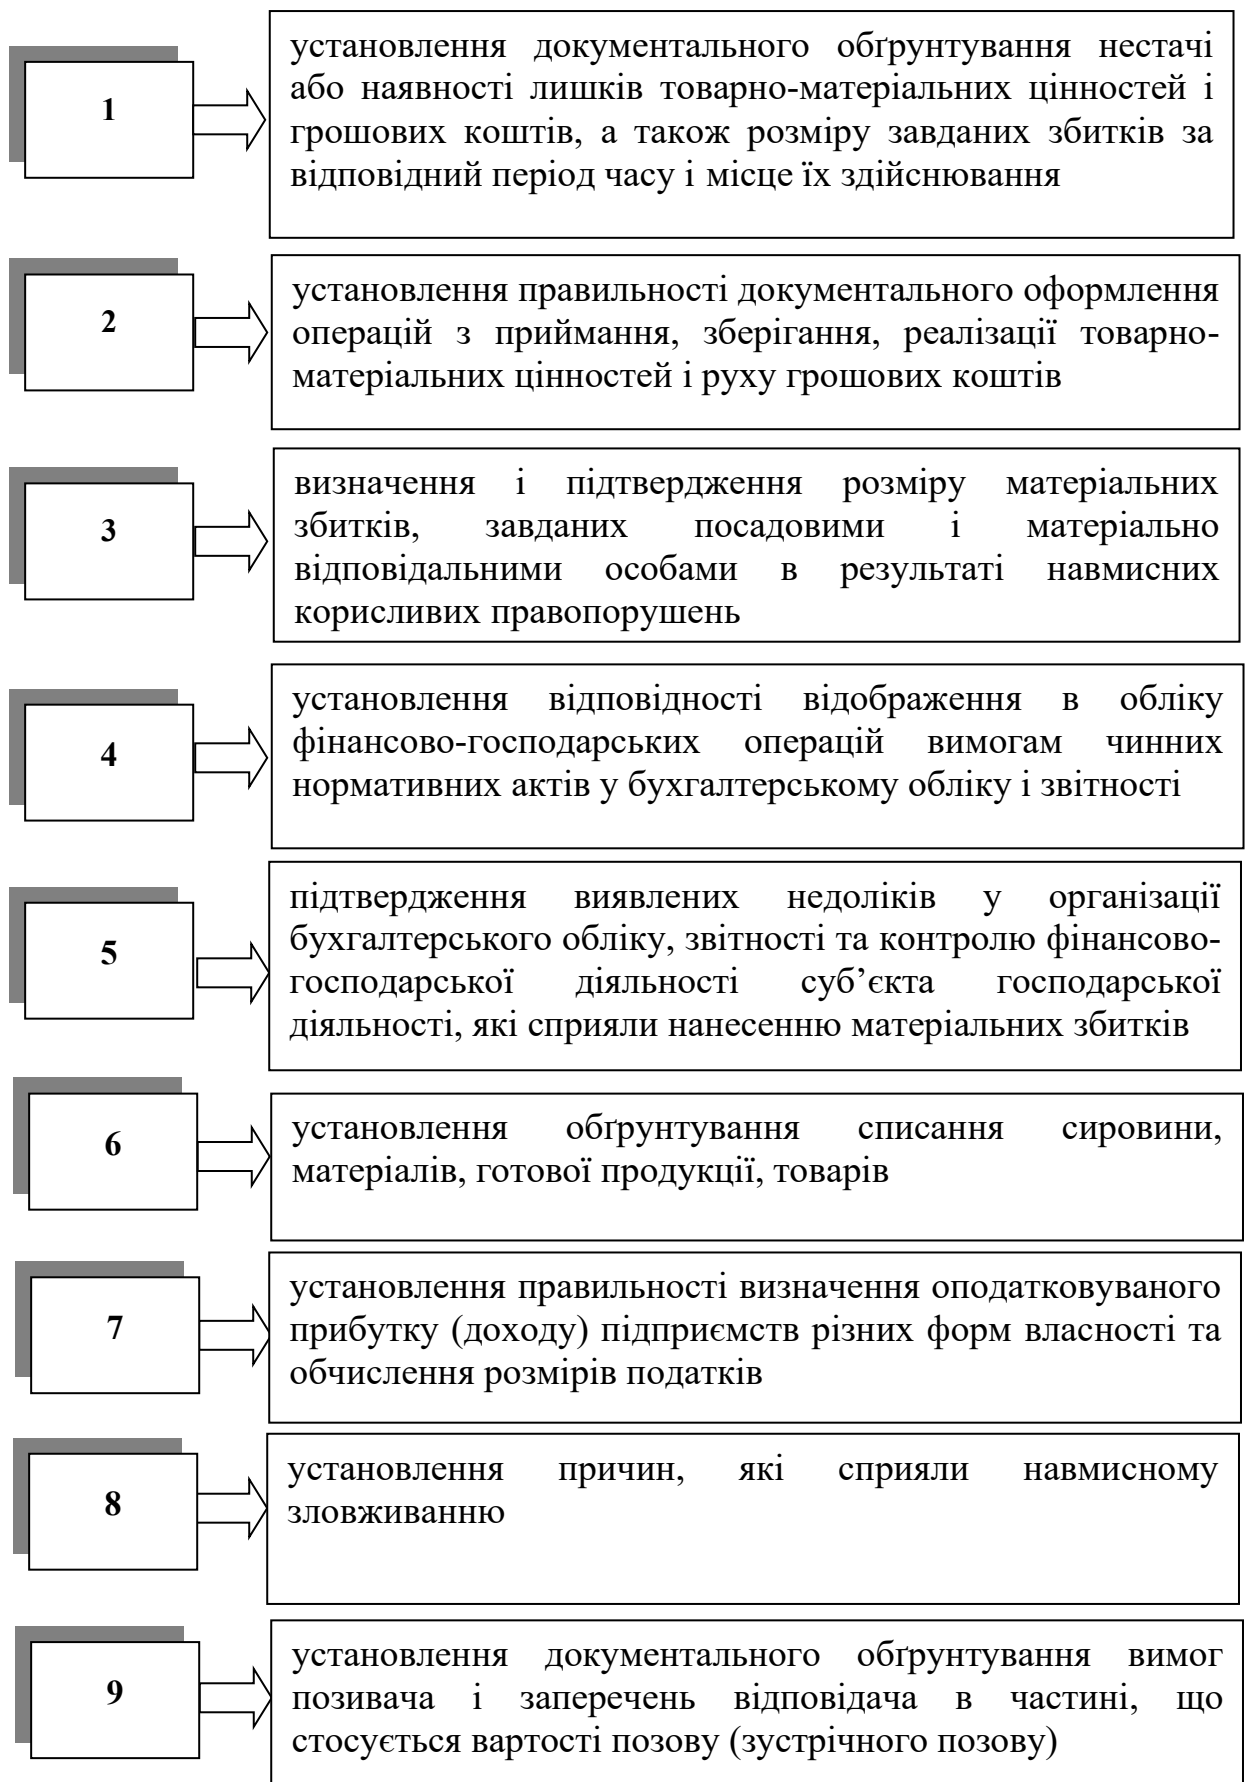 1
установлення документального обґрунтування нестачі
або наявності лишків товарно-матеріальних цінностей і
грошових коштів, а також розміру завданих збитків за
відповідний період часу і місце їх здійснювання
2
установлення правильності документального оформлення
операцій з приймання, зберігання, реалізації товарно-
матеріальних цінностей і руху грошових коштів
3
визначення і підтвердження розміру матеріальних
збитків, завданих посадовими і матеріально
відповідальними особами в результаті навмисних
корисливих правопорушень
4
установлення відповідності відображення в обліку
фінансово-господарських операцій вимогам чинних
нормативних актів у бухгалтерському обліку і звітності
5
підтвердження виявлених недоліків у організації
бухгалтерського обліку, звітності та контролю фінансово-
господарської діяльності суб’єкта господарської
діяльності, які сприяли нанесенню матеріальних збитків
6
установлення обґрунтування списання сировини,
матеріалів, готової продукції, товарів
7
установлення правильності визначення оподатковуваного
прибутку (доходу) підприємств різних форм власності та
обчислення розмірів податків
8
установлення причин, які сприяли навмисному
зловживанню
9
установлення документального обґрунтування вимог
позивача і заперечень відповідача в частині, що
стосується вартості позову (зустрічного позову)